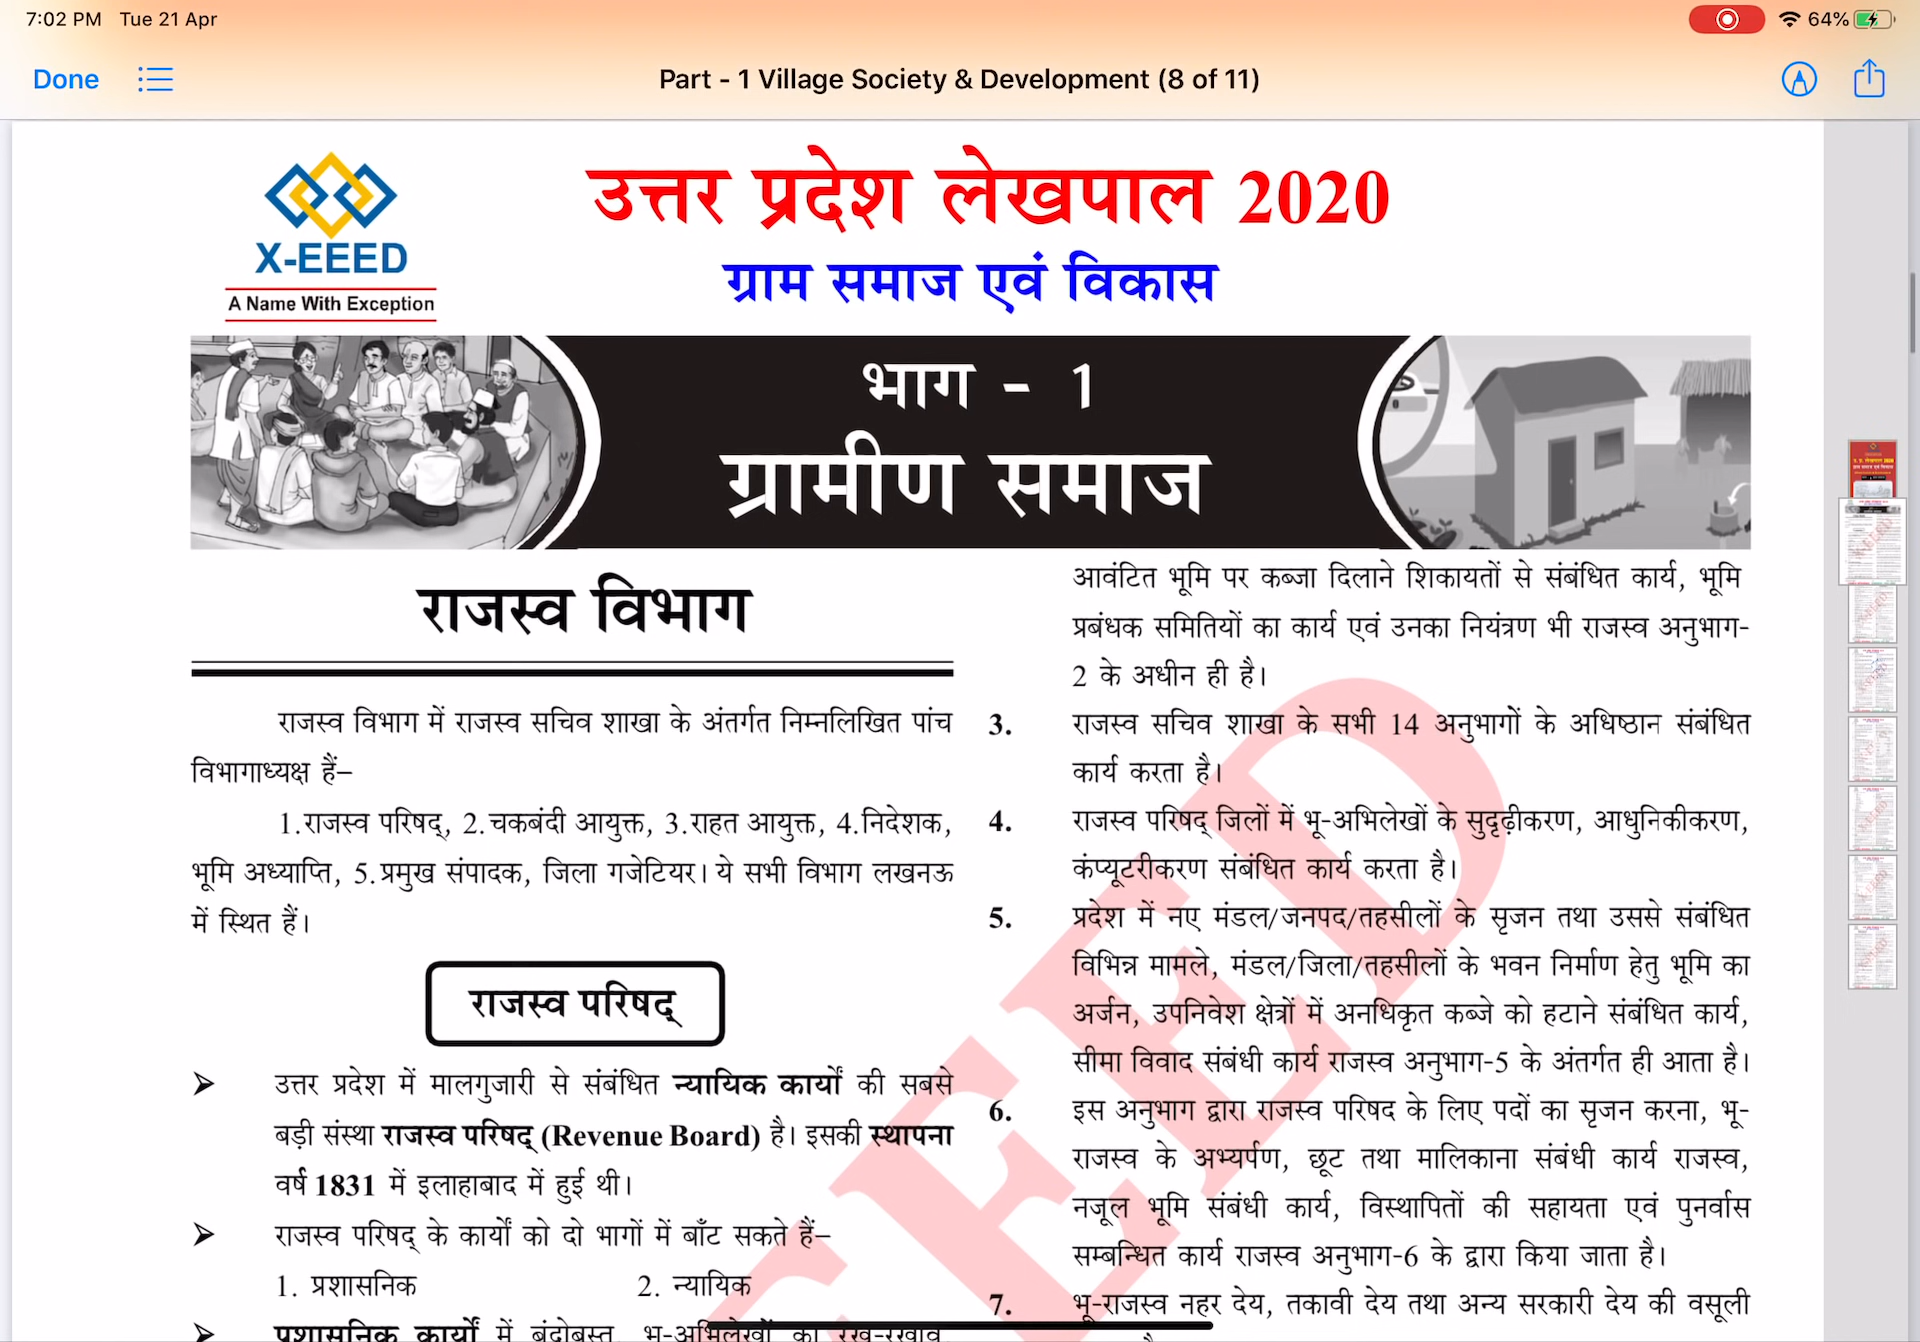 7:02 PM Tue 21 Apr
64%
Done
Part - 1 Village Society & Development (8 of 11)
X-EEED
A Name With Exception
उत्तर प्रदेश लेखपाल 2020
ग्राम समाज एवं विकास
भाग - 1
ग्रामीण समाज
राजस्व विभाग
राजस्व विभाग में राजस्व सचिव शाखा के अंतर्गत निम्नलिखित पांच
विभागाध्यक्ष हैं–
1.राजस्व परिषद्, 2.चकबंदी आयुक्त, 3.राहत आयुक्त, 4.निदेशक,
भूमि अध्याप्ति, 5.प्रमुख संपादक, जिला गजेटियर। ये सभी विभाग लखनऊ
में स्थित हैं।
राजस्व परिषद्
➢ उत्तर प्रदेश में मालगुजारी से संबंधित न्यायिक कार्यों की सबसे
बड़ी संस्था राजस्व परिषद् (Revenue Board) है। इसकी स्थापना
वर्ष 1831 में इलाहाबाद में हुई थी।
➢ राजस्व परिषद् के कार्यों को दो भागों में बाँट सकते हैं–
1. प्रशासनिक 2. न्यायिक
➢ प्रशासनिक कार्यों में बंदोबस्त, भू-अभिलेखों का रख-रखाव
आवंटित भूमि पर कब्जा दिलाने शिकायतों से संबंधित कार्य, भूमि
प्रबंधक समितियों का कार्य एवं उनका नियंत्रण भी राजस्व अनुभाग-
2 के अधीन ही है।
3. राजस्व सचिव शाखा के सभी 14 अनुभागों के अधिष्ठान संबंधित
कार्य करता है।
4. राजस्व परिषद् जिलों में भू-अभिलेखों के सुदृढ़ीकरण, आधुनिकीकरण,
कंप्यूटरीकरण संबंधित कार्य करता है।
5. प्रदेश में नए मंडल/जनपद/तहसीलों के सृजन तथा उससे संबंधित
विभिन्न मामले, मंडल/जिला/तहसीलों के भवन निर्माण हेतु भूमि का
अर्जन, उपनिवेश क्षेत्रों में अनधिकृत कब्जे को हटाने संबंधित कार्य,
सीमा विवाद संबंधी कार्य राजस्व अनुभाग-5 के अंतर्गत ही आता है।
6. इस अनुभाग द्वारा राजस्व परिषद के लिए पदों का सृजन करना, भू-
राजस्व के अभ्यर्पण, छूट तथा मालिकाना संबंधी कार्य राजस्व,
नजूल भूमि संबंधी कार्य, विस्थापितों की सहायता एवं पुनर्वास
सम्बन्धित कार्य राजस्व अनुभाग-6 के द्वारा किया जाता है।
7. भू-राजस्व नहर देय, तकावी देय तथा अन्य सरकारी देय की वसूली